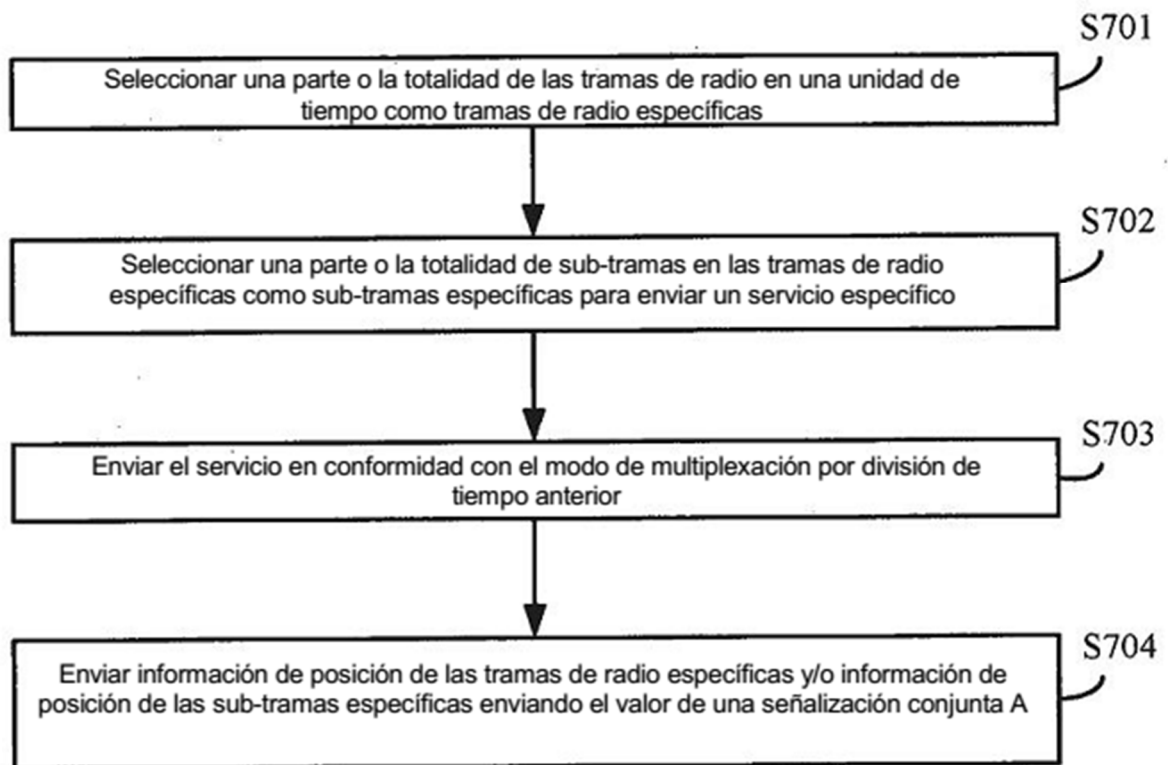 S701
Seleccionar una parte o la totalidad de las tramas de radio en una unidad de
tiempo como tramas de radio específicas
S702
Seleccionar una parte o la totalidad de sub-tramas en las tramas de radio
específicas como sub-tramas específicas para enviar un servicio específico
S703
Enviar el servicio en conformidad con el modo de multiplexación por división de
tiempo anterior
S704
Enviar información de posición de las tramas de radio específicas y/o información de
posición de las sub-tramas específicas enviando el valor de una señalización conjunta A